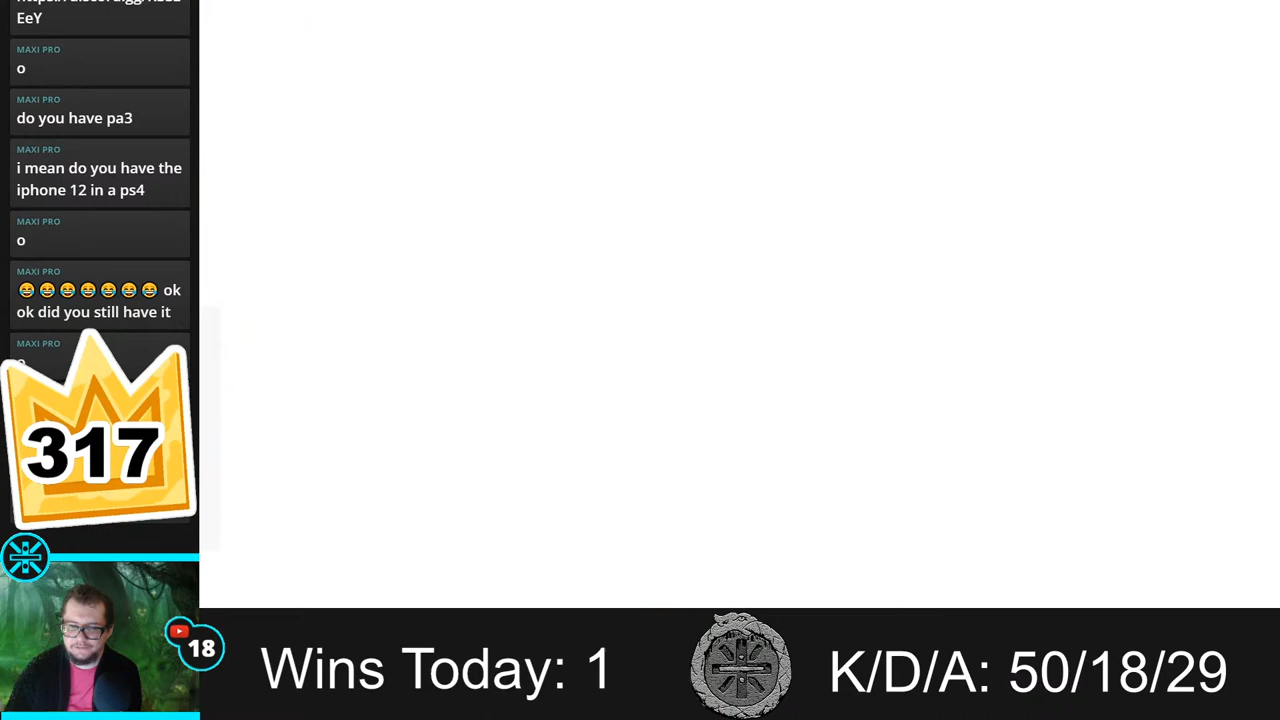 EeY
MAXI PRO
o
MAXI PRO
do you have pa3
MAXI PRO
i mean do you have the
iphone 12 in a ps4
MAXI PRO
o
MAXI PRO
😂😂😂😂😂😂😂 ok
ok did you still have it
MAXI PRO
317
18
Wins Today: 1
K/D/A: 50/18/29